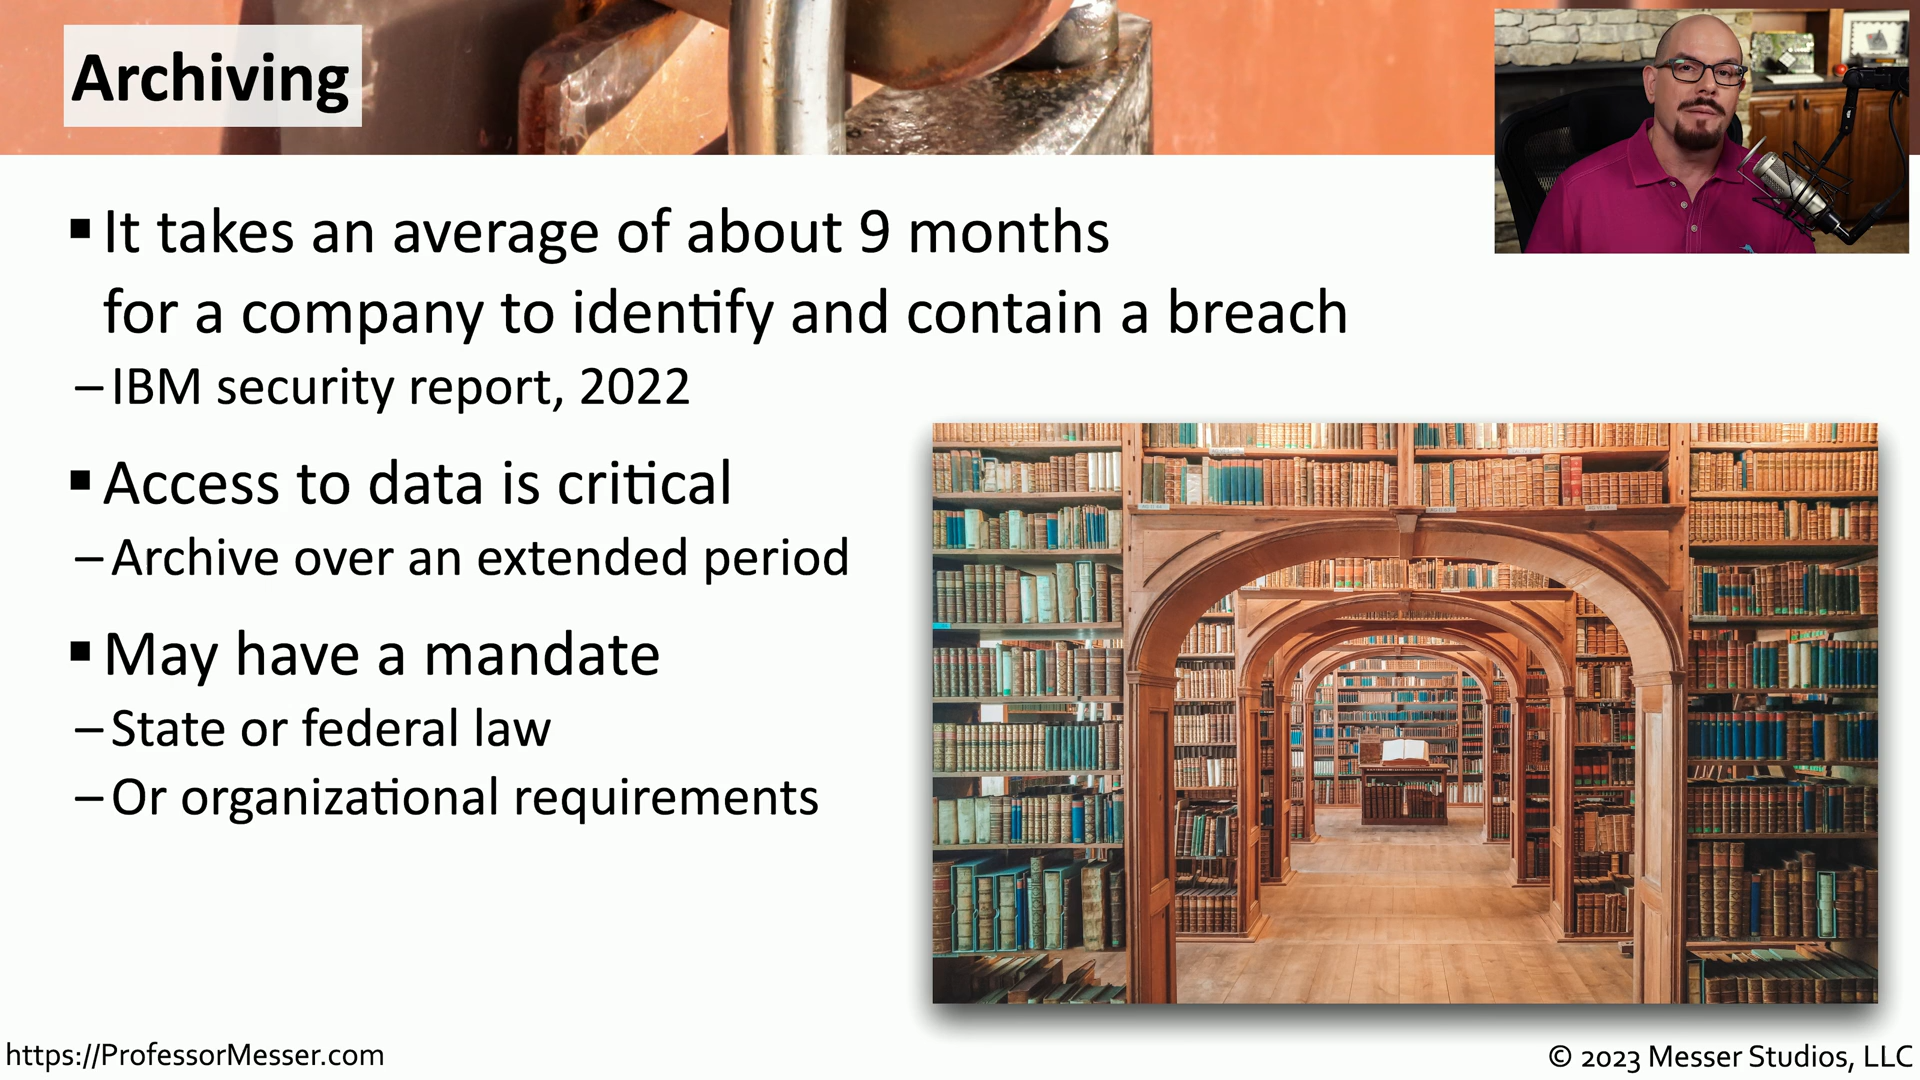 Archiving
▪ It takes an average of about 9 months
for a company to identify and contain a breach
– IBM security report, 2022
▪ Access to data is critical
– Archive over an extended period
▪ May have a mandate
– State or federal law
– Or organizational requirements
https://ProfessorMesser.com
© 2023 Messer Studios, LLC